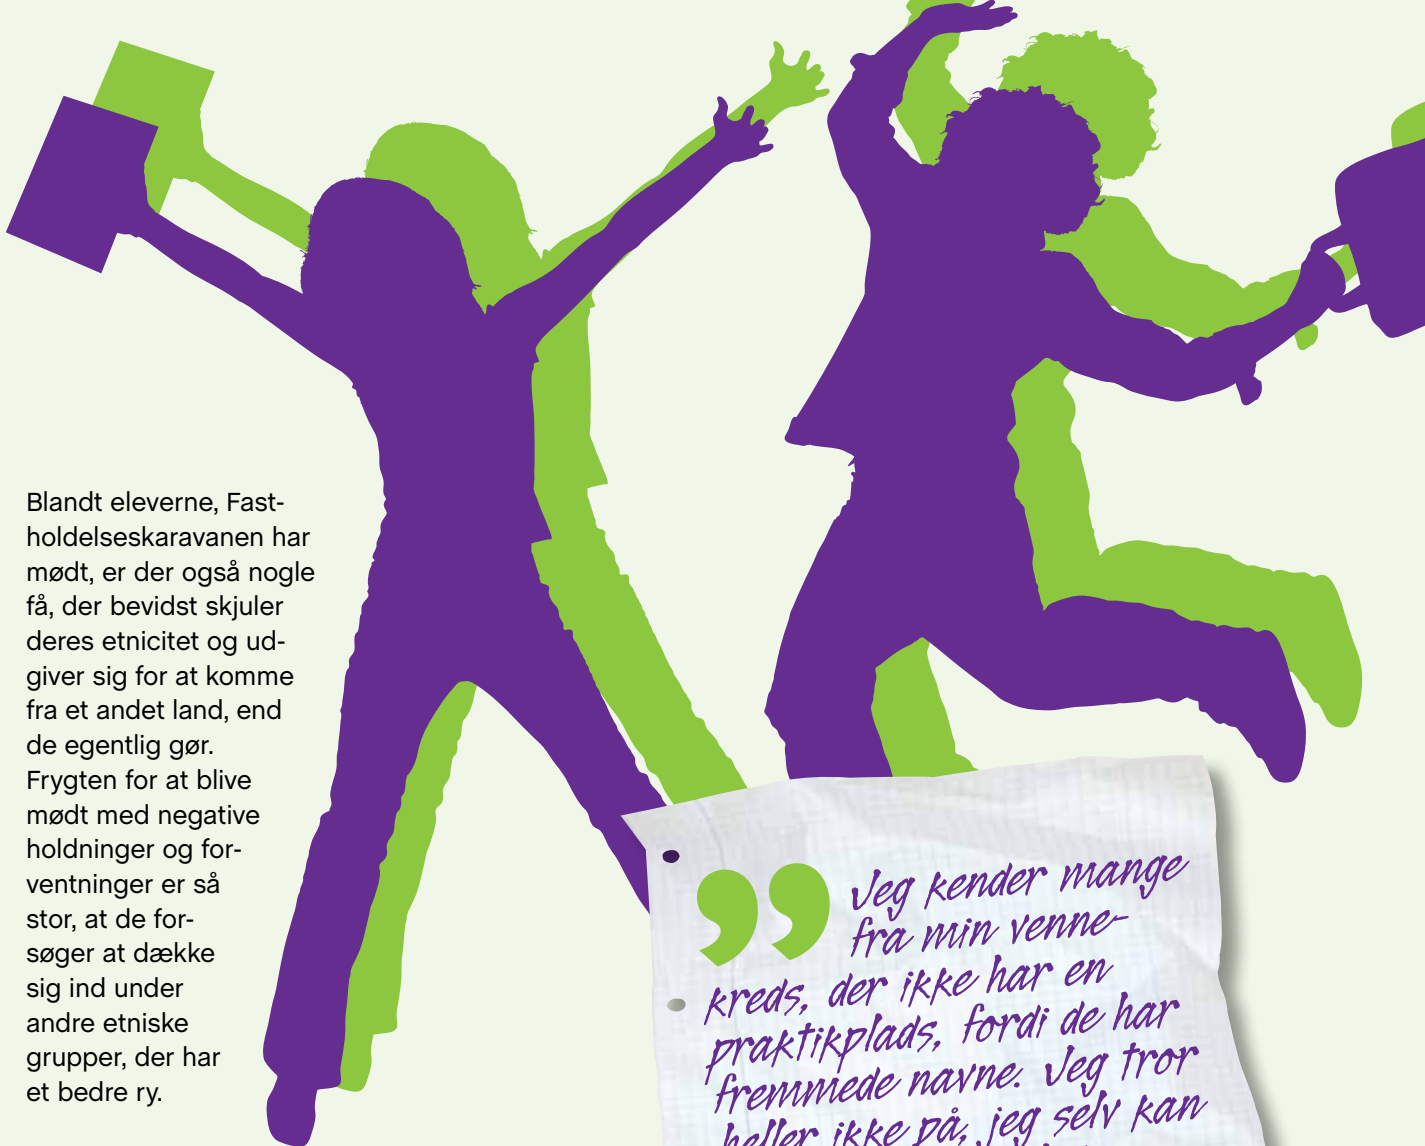 Blandt eleverne, Fast-
holdelseskaravanen har
mødt, er der også nogle
få, der bevidst skjuler
deres etnicitet og ud-
giver sig for at komme
fra et andet land, end
de egentlig gør.
Frygten for at blive
mødt med negative
holdninger og for-
ventninger er så
stor, at de for-
søger at dække
sig ind under
andre etniske
grupper, der har
et bedre ry.
” Jeg kender mange
fra min venne-
kreds, der ikke har en
praktikplads, fordi de har
fremmede navne. Jeg tror
heller ikke på, jeg selv kan